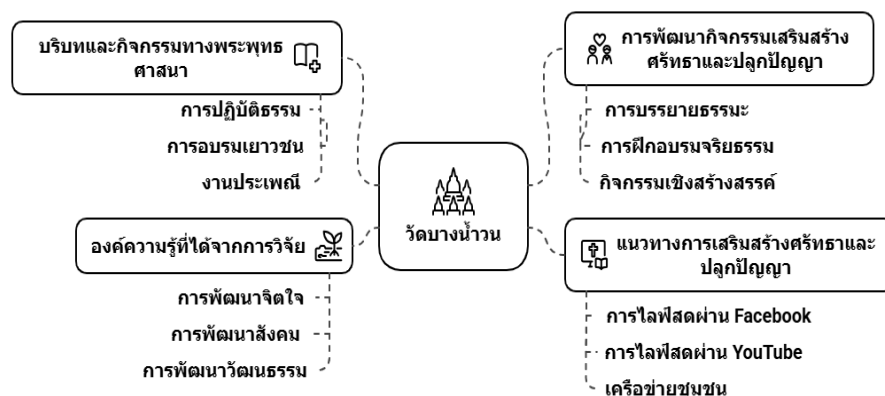 บริบทและกิจกรรมทางพระพุทธ
ศาสนา
การปฏิบัติธรรม
การอบรมเยาวชน
งานประเพณี
องค์ความรู้ที่ได้จากการวิจัย
การพัฒนาจิตใจ
การพัฒนาสังคม
การพัฒนาวัฒนธรรม
วัดบางน้ำวน
การพัฒนากิจกรรมเสริมสร้าง
ศรัทธาและปลูกปัญญา
การบรรยายธรรมะ
การฝึกอบรมจริยธรรม
กิจกรรมเชิงสร้างสรรค์
แนวทางการเสริมสร้างศรัทธาและ
ปลูกปัญญา
การไลฟ์สดผ่าน Facebook
การไลฟ์สดผ่าน YouTube
เครือข่ายชุมชน